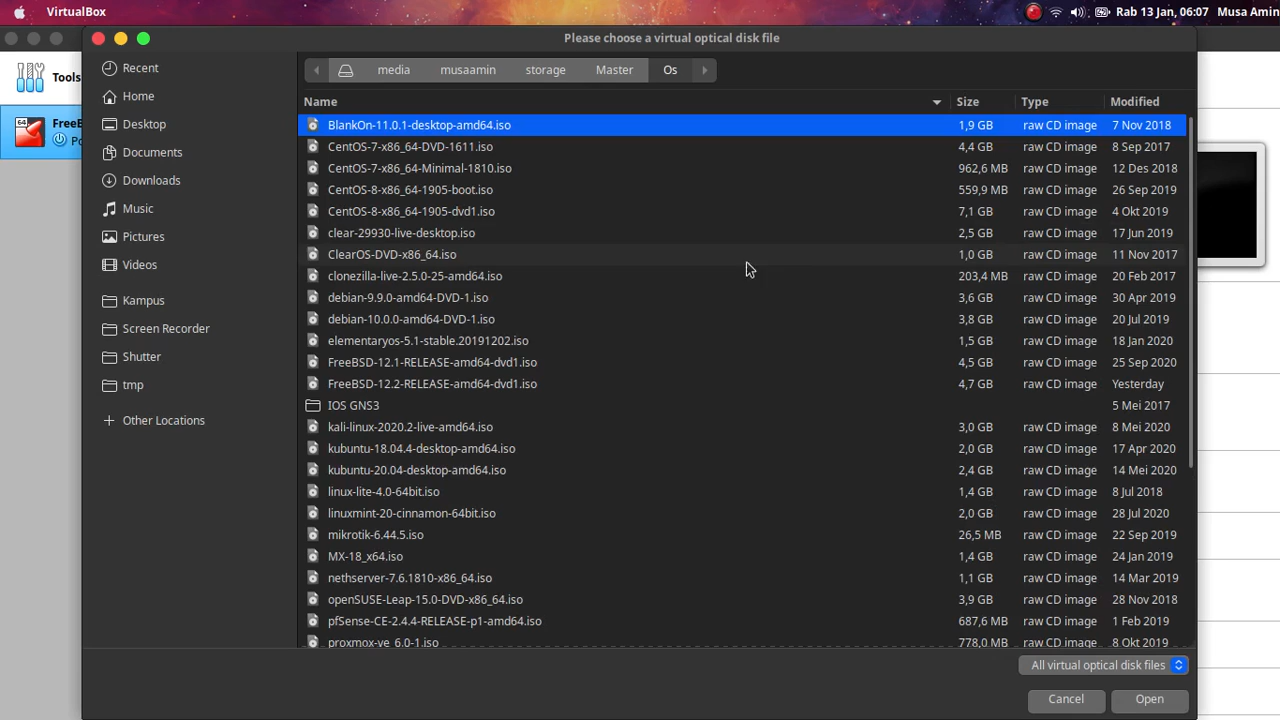 VirtualBox
Rab 13 Jan, 06:07 Musa Amin
Please choose a virtual optical disk file
Tools
64
FreeB
Po
Recent
Home
Desktop
Documents
Downloads
Music
Pictures
Videos
Kampus
Screen Recorder
Shutter
tmp
Other Locations
media musaamin storage Master Os
Name Size Type Modified
BlankOn-11.0.1-desktop-amd64.iso 1,9 GB raw CD image 7 Nov 2018
CentOS-7-x86_64-DVD-1611.iso 4,4 GB raw CD image 8 Sep 2017
CentOS-7-x86_64-Minimal-1810.iso 962,6 MB raw CD image 12 Des 2018
CentOS-8-x86_64-1905-boot.iso 559,9 MB raw CD image 26 Sep 2019
CentOS-8-x86_64-1905-dvd1.iso 7,1 GB raw CD image 4 Okt 2019
clear-29930-live-desktop.iso 2,5 GB raw CD image 17 Jun 2019
ClearOS-DVD-x86_64.iso 1,0 GB raw CD image 11 Nov 2017
clonezilla-live-2.5.0-25-amd64.iso 203,4 MB raw CD image 20 Feb 2017
debian-9.9.0-amd64-DVD-1.iso 3,6 GB raw CD image 30 Apr 2019
debian-10.0.0-amd64-DVD-1.iso 3,8 GB raw CD image 20 Jul 2019
elementaryos-5.1-stable.20191202.iso 1,5 GB raw CD image 18 Jan 2020
FreeBSD-12.1-RELEASE-amd64-dvd1.iso 4,5 GB raw CD image 25 Sep 2020
FreeBSD-12.2-RELEASE-amd64-dvd1.iso 4,7 GB raw CD image Yesterday
IOS GNS3 5 Mei 2017
kali-linux-2020.2-live-amd64.iso 3,0 GB raw CD image 8 Mei 2020
kubuntu-18.04.4-desktop-amd64.iso 2,0 GB raw CD image 17 Apr 2020
kubuntu-20.04-desktop-amd64.iso 2,4 GB raw CD image 14 Mei 2020
linux-lite-4.0-64bit.iso 1,4 GB raw CD image 8 Jul 2018
linuxmint-20-cinnamon-64bit.iso 2,0 GB raw CD image 28 Jul 2020
mikrotik-6.44.5.iso 26,5 MB raw CD image 22 Sep 2019
MX-18_x64.iso 1,4 GB raw CD image 24 Jan 2019
nethserver-7.6.1810-x86_64.iso 1,1 GB raw CD image 14 Mar 2019
openSUSE-Leap-15.0-DVD-x86_64.iso 3,9 GB raw CD image 28 Nov 2018
pfSense-CE-2.4.4-RELEASE-p1-amd64.iso 687,6 MB raw CD image 1 Feb 2019
proxmox-ve_6.0-1.iso 778,0 MB raw CD image 8 Okt 2019
All virtual optical disk files
Cancel Open